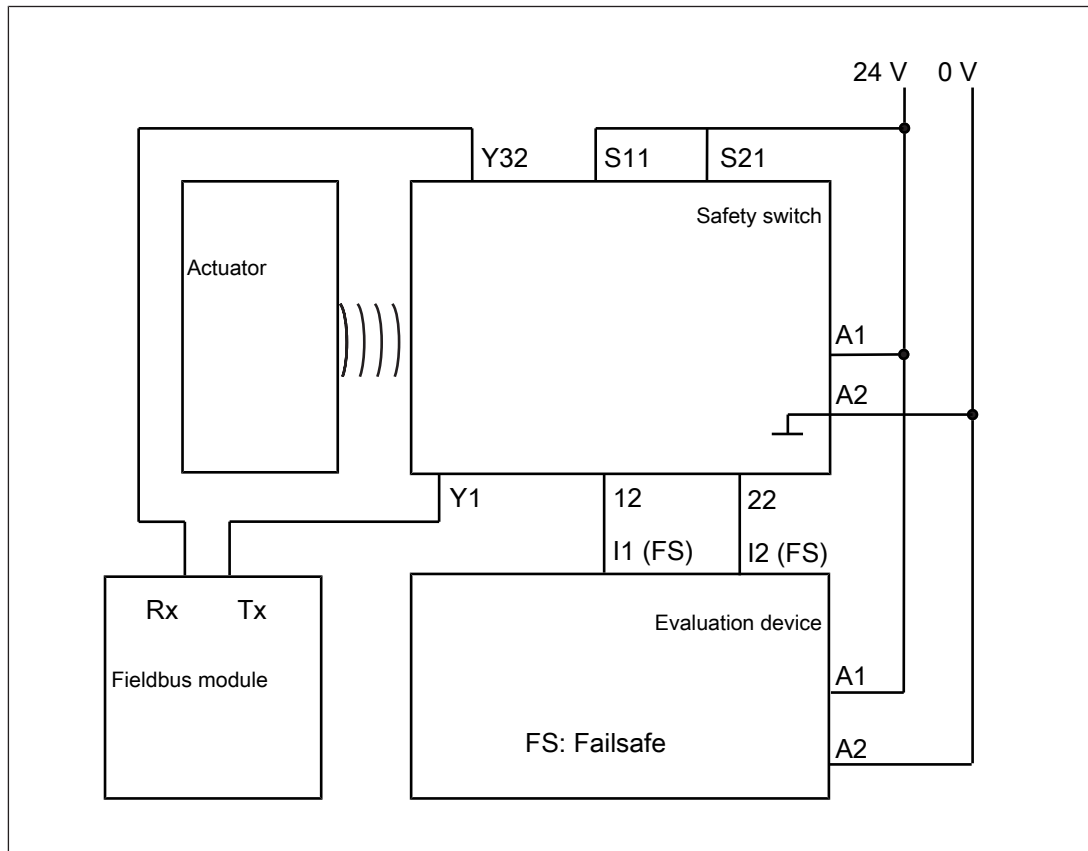 24 V 0 V
Y32 S11 S21
Safety switch
Actuator
A1
A2
Y1 12 22
I1 (FS) I2 (FS)
Rx Tx
Evaluation device
Fieldbus module
A1
FS: Failsafe
A2